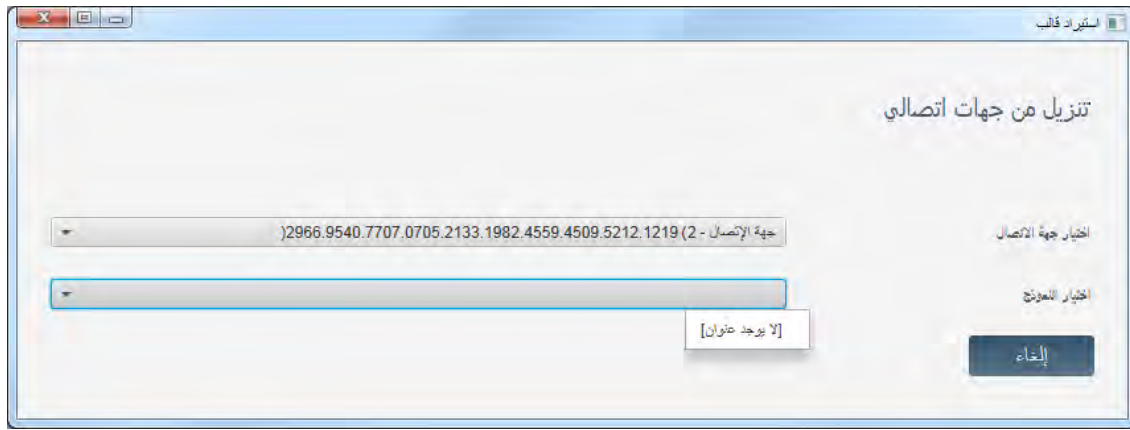 استيراد قالب
تنزيل من جهات اتصالي
اختيار جهة الاتصال
جهة الإتصال - 2) 2966.9540.7707.0705.2133.1982.4559.4509.5212.1219(
اختيار النموذج
[لا يوجد عنوان]
إلغاء